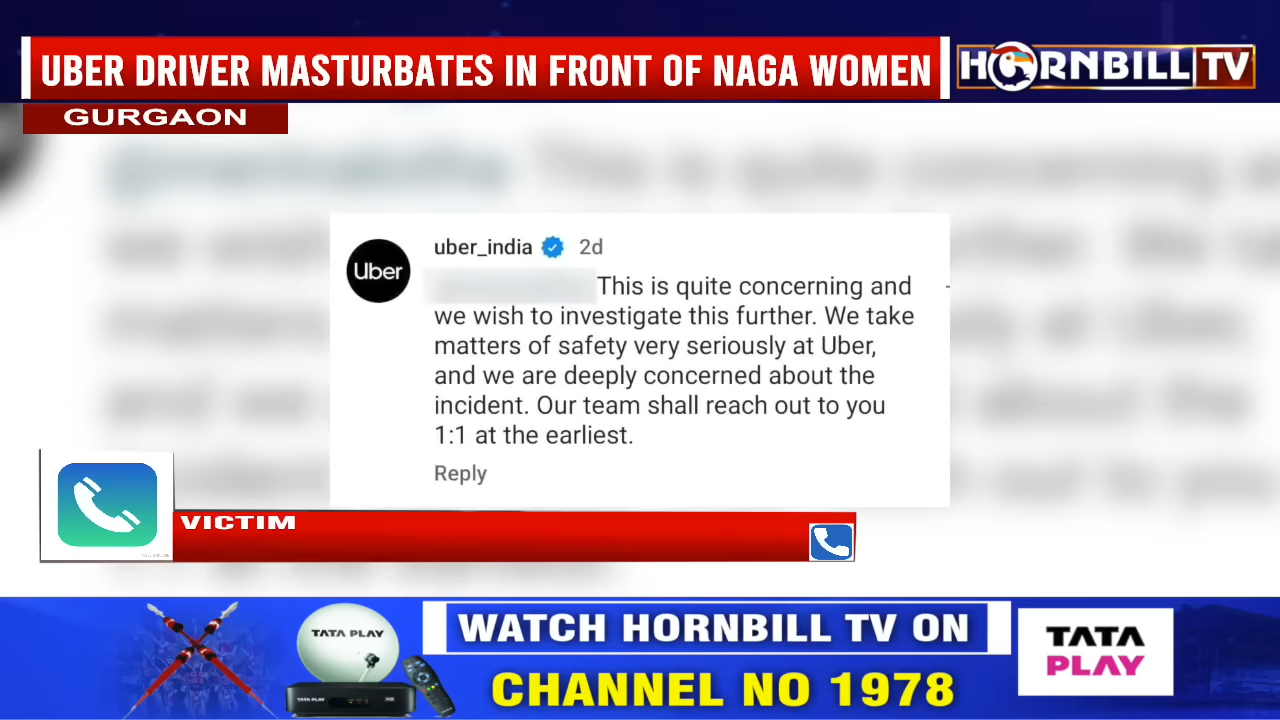 UBER DRIVER MASTURBATES IN FRONT OF NAGA WOMEN
HORNBILL TV
GURGAON
Uber
uber_india 2d
This is quite concerning and
we wish to investigate this further. We take
matters of safety very seriously at Uber,
and we are deeply concerned about the
incident. Our team shall reach out to you
1:1 at the earliest.
Reply
VICTIM
TATA PLAY
TATA PLAY
WATCH HORNBILL TV ON
CHANNEL NO 1978
TATA
PLAY